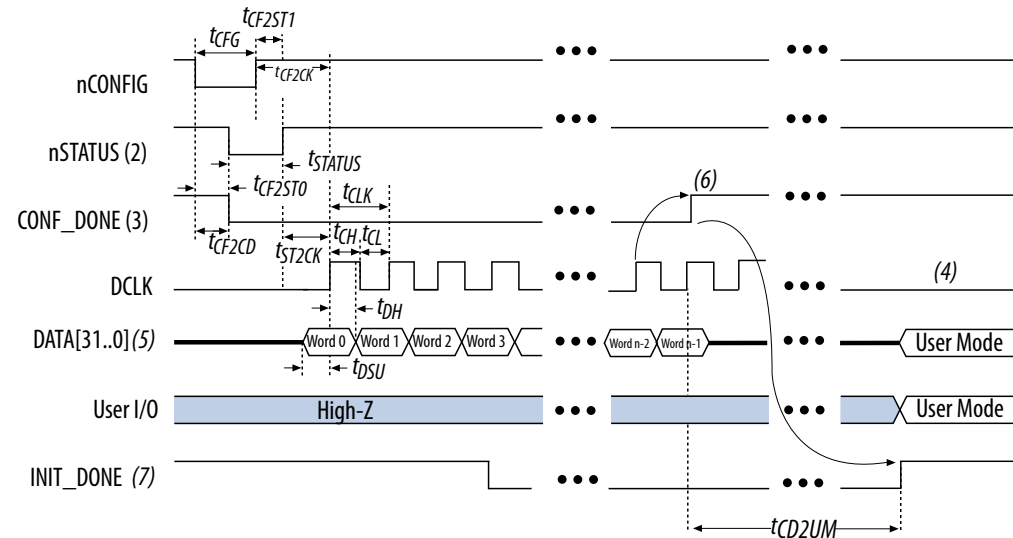 tCF2ST1
tCFG
nCONFIG
tCF2CK
nSTATUS (2)
tSTATUS
tCF2ST0
tCLK
(6)
CONF_DONE (3)
tCF2CD
tST2CK
tCH tCL
DCLK
(4)
tDH
DATA[31..0](5)
Word 0 Word 1 Word 2 Word 3 Word n-2 Word n-1 User Mode
tDSU
User I/O High-Z User Mode
INIT_DONE (7)
tCD2UM